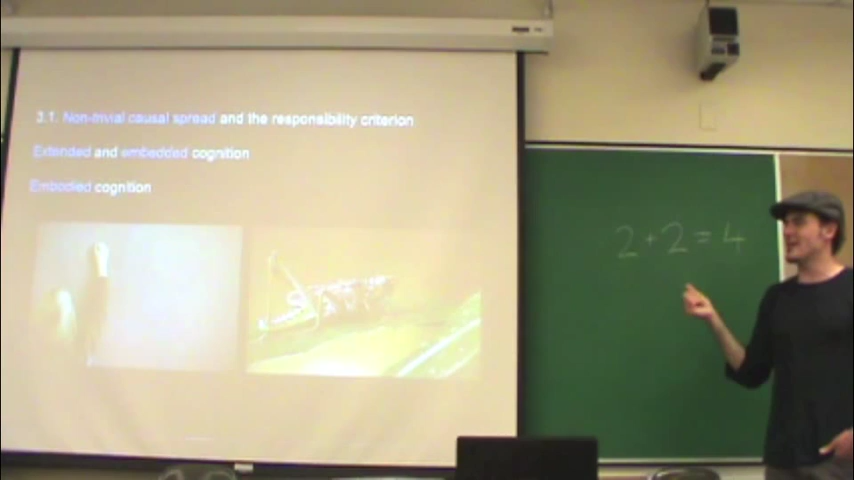 3.1. Non-trivial causal spread and the responsibility criterion
Extended and embedded cognition
Embodied cognition
2 + 2 = 4